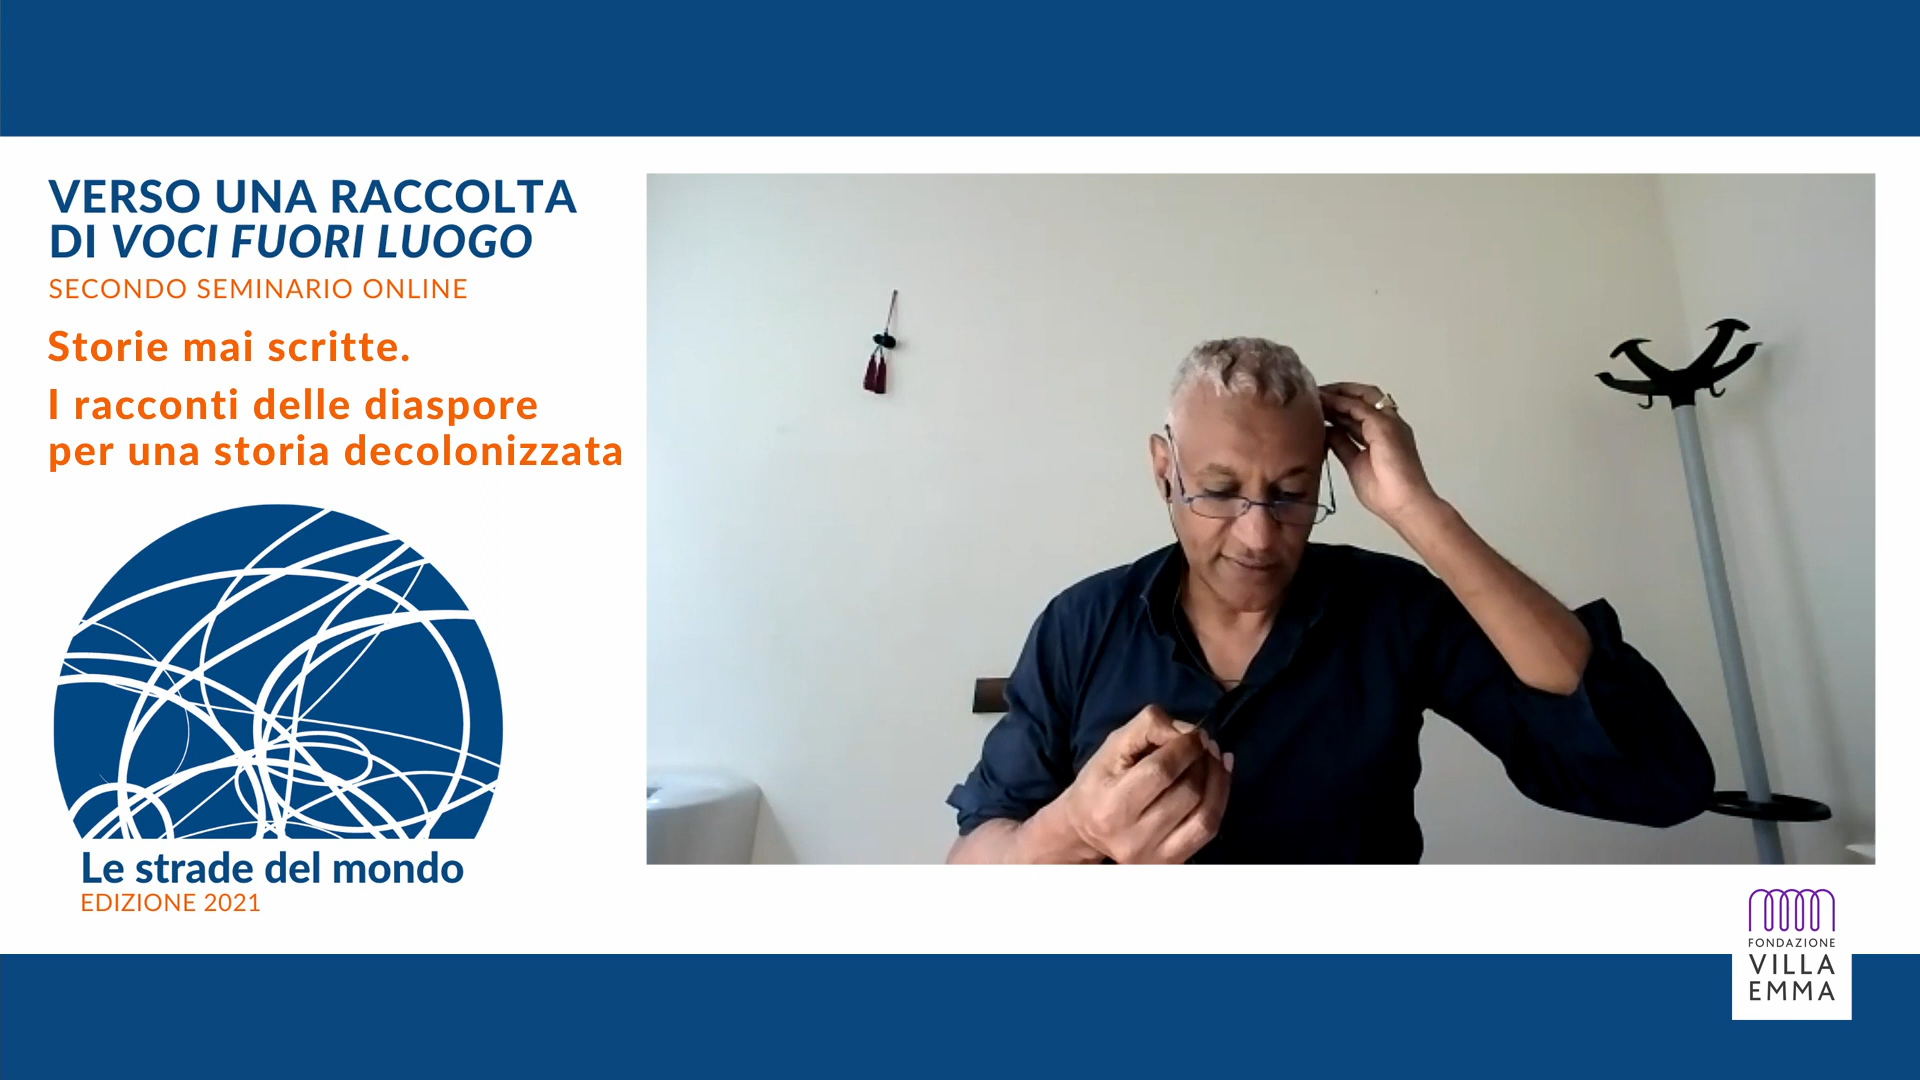 VERSO UNA RACCOLTA
DI VOCI FUORI LUOGO
SECONDO SEMINARIO ONLINE
Storie mai scritte.
I racconti delle diaspore
per una storia decolonizzata
Le strade del mondo
EDIZIONE 2021
FONDAZIONE
VILLA
EMMA